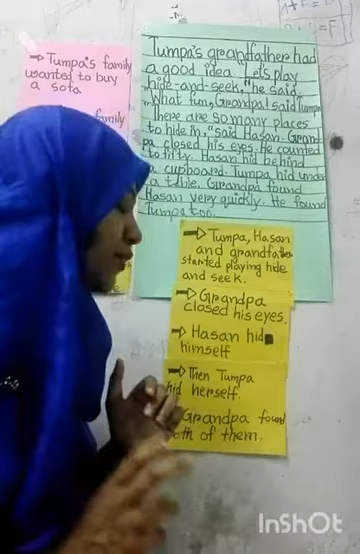 ⇒ Tumpa's family
wanted to buy
a sofa
family
Tumpa's grandfather had
a good idea. "Let's play
hide-and-seek," he said.
"What fun, Grandpa! said Tumpa
There are so many places
to hide in," said Hasan. Grand-
pa closed his eyes. He counted
to fifty. Hasan hid behind
a cupboard. Tumpa hid under
a table. Grandpa found
Hasan very quickly. He found
Tumpa too.
→ Tumpa, Hasan
and grandfather
started playing hide
and seek.
→ Grandpa
closed his eyes.
→ Hasan hid
himself
→ Then Tumpa
hid herself.
Grandpa found
both of them.
InShOt